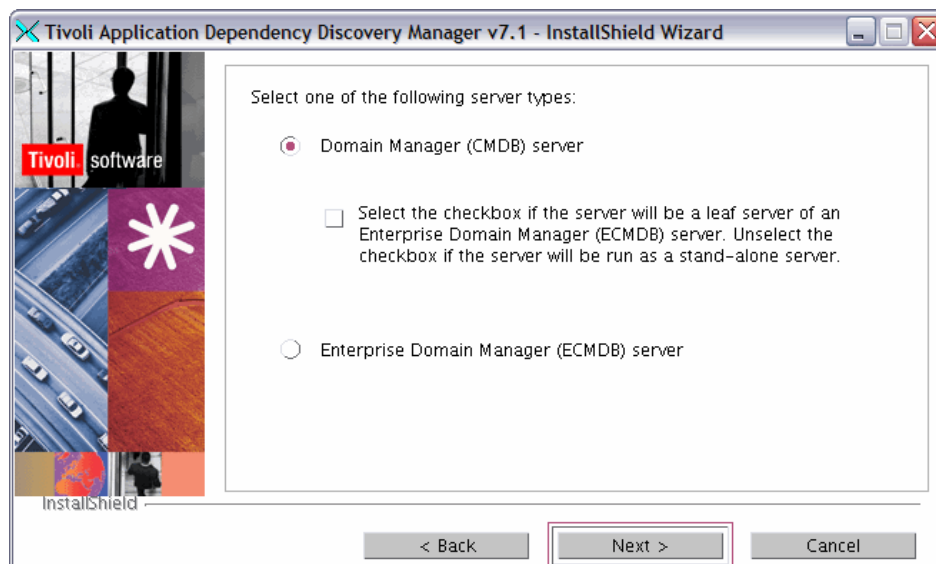 Tivoli Application Dependency Discovery Manager v7.1 - InstallShield Wizard
Tivoli. software
Select one of the following server types:
Domain Manager (CMDB) server
Select the checkbox if the server will be a leaf server of an
Enterprise Domain Manager (ECMDB) server. Unselect the
checkbox if the server will be run as a stand-alone server.
Enterprise Domain Manager (ECMDB) server
InstallShield
< Back
Next >
Cancel